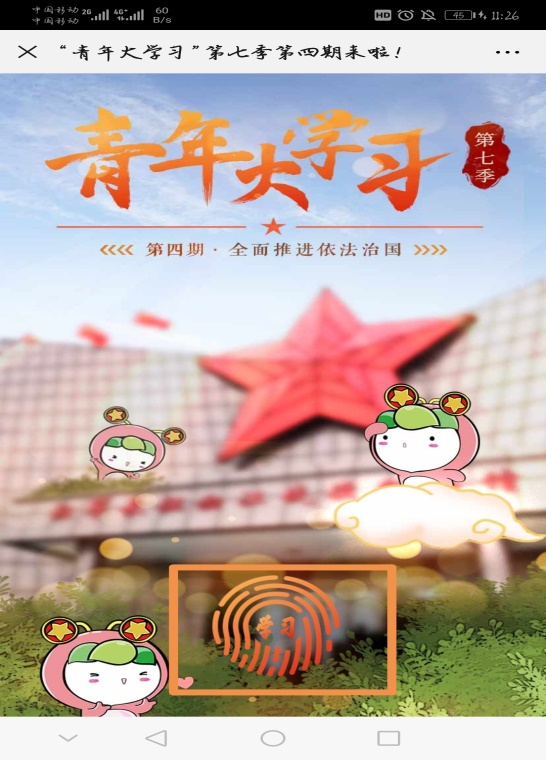 中国移动 2G 4G 60
中国移动 B/s HD 45 11:26
“青年大学习”第七季第四期来啦！
青年大学习
第七季
第四期·全面推进依法治国
学习